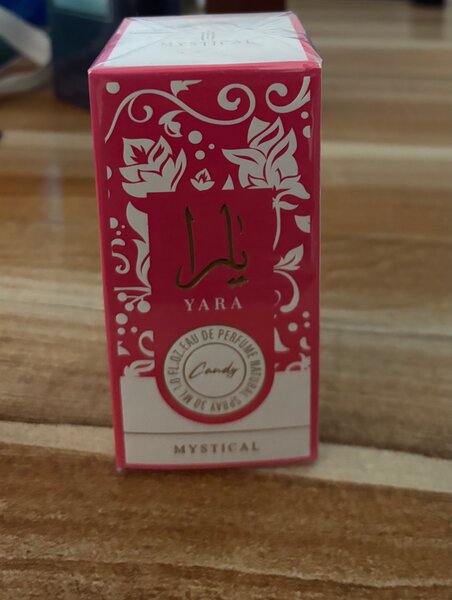 MYSTICAL
يارا
YARA
EAU DE PERFUME NATURAL SPRAY 30 ML 1.0 FL.OZ.
Candy
MYSTICAL